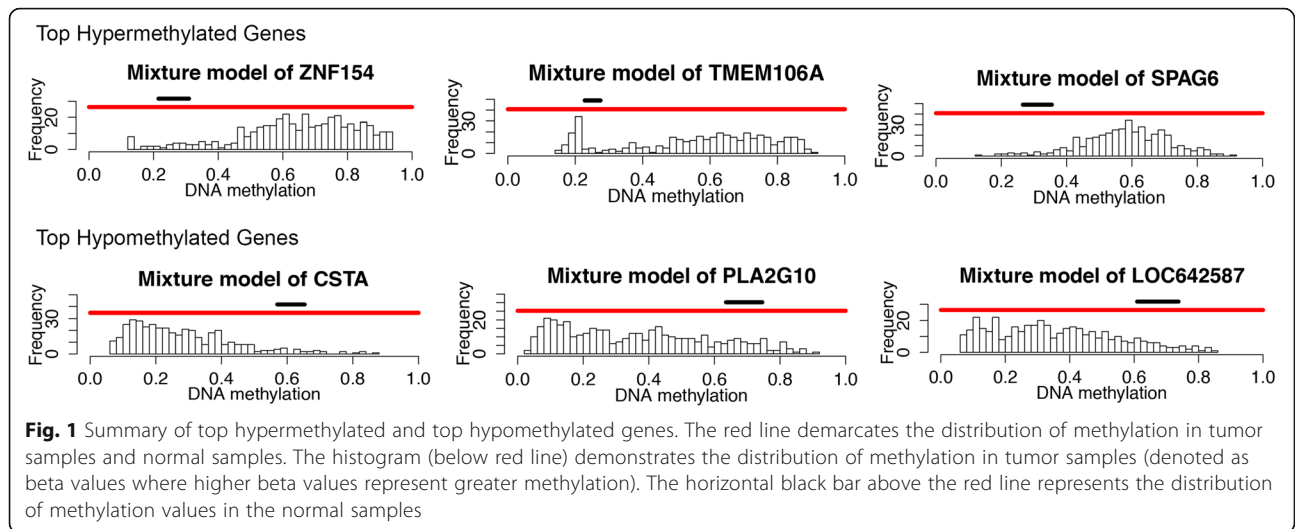 Top Hypermethylated Genes
Mixture model of ZNF154
Frequency
0 20
0.0 0.2 0.4 0.6 0.8 1.0
DNA methylation
Mixture model of TMEM106A
Frequency
0 30
0.0 0.2 0.4 0.6 0.8 1.0
DNA methylation
Mixture model of SPAG6
Frequency
0 30
0.0 0.2 0.4 0.6 0.8 1.0
DNA methylation
Top Hypomethylated Genes
Mixture model of CSTA
Frequency
0 30
0.0 0.2 0.4 0.6 0.8 1.0
DNA methylation
Mixture model of PLA2G10
Frequency
0 20
0.0 0.2 0.4 0.6 0.8 1.0
DNA methylation
Mixture model of LOC642587
Frequency
0 20
0.0 0.2 0.4 0.6 0.8 1.0
DNA methylation
Fig. 1 Summary of top hypermethylated and top hypomethylated genes. The red line demarcates the distribution of methylation in tumor
samples and normal samples. The histogram (below red line) demonstrates the distribution of methylation in tumor samples (denoted as
beta values where higher beta values represent greater methylation). The horizontal black bar above the red line represents the distribution
of methylation values in the normal samples